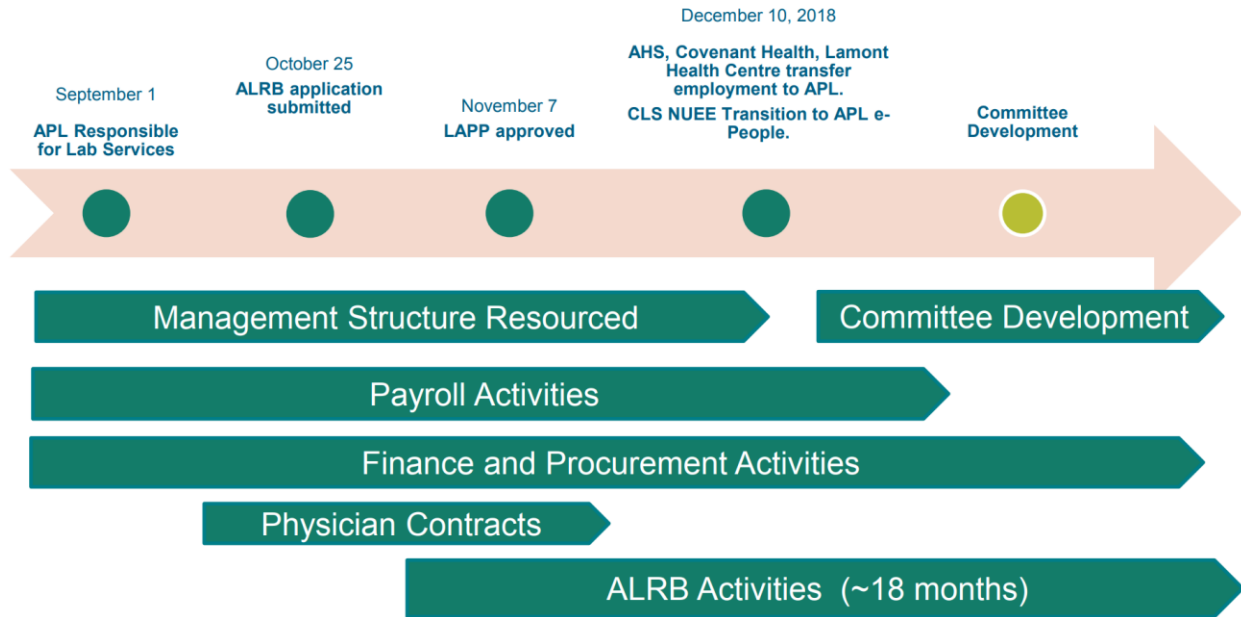 September 1
APL Responsible
for Lab Services
October 25
ALRB application
submitted
November 7
LAPP approved
December 10, 2018
AHS, Covenant Health, Lamont
Health Centre transfer
employment to APL.
CLS NUEE Transition to APL e-
People.
Committee
Development
Management Structure Resourced
Committee Development
Payroll Activities
Finance and Procurement Activities
Physician Contracts
ALRB Activities (~18 months)